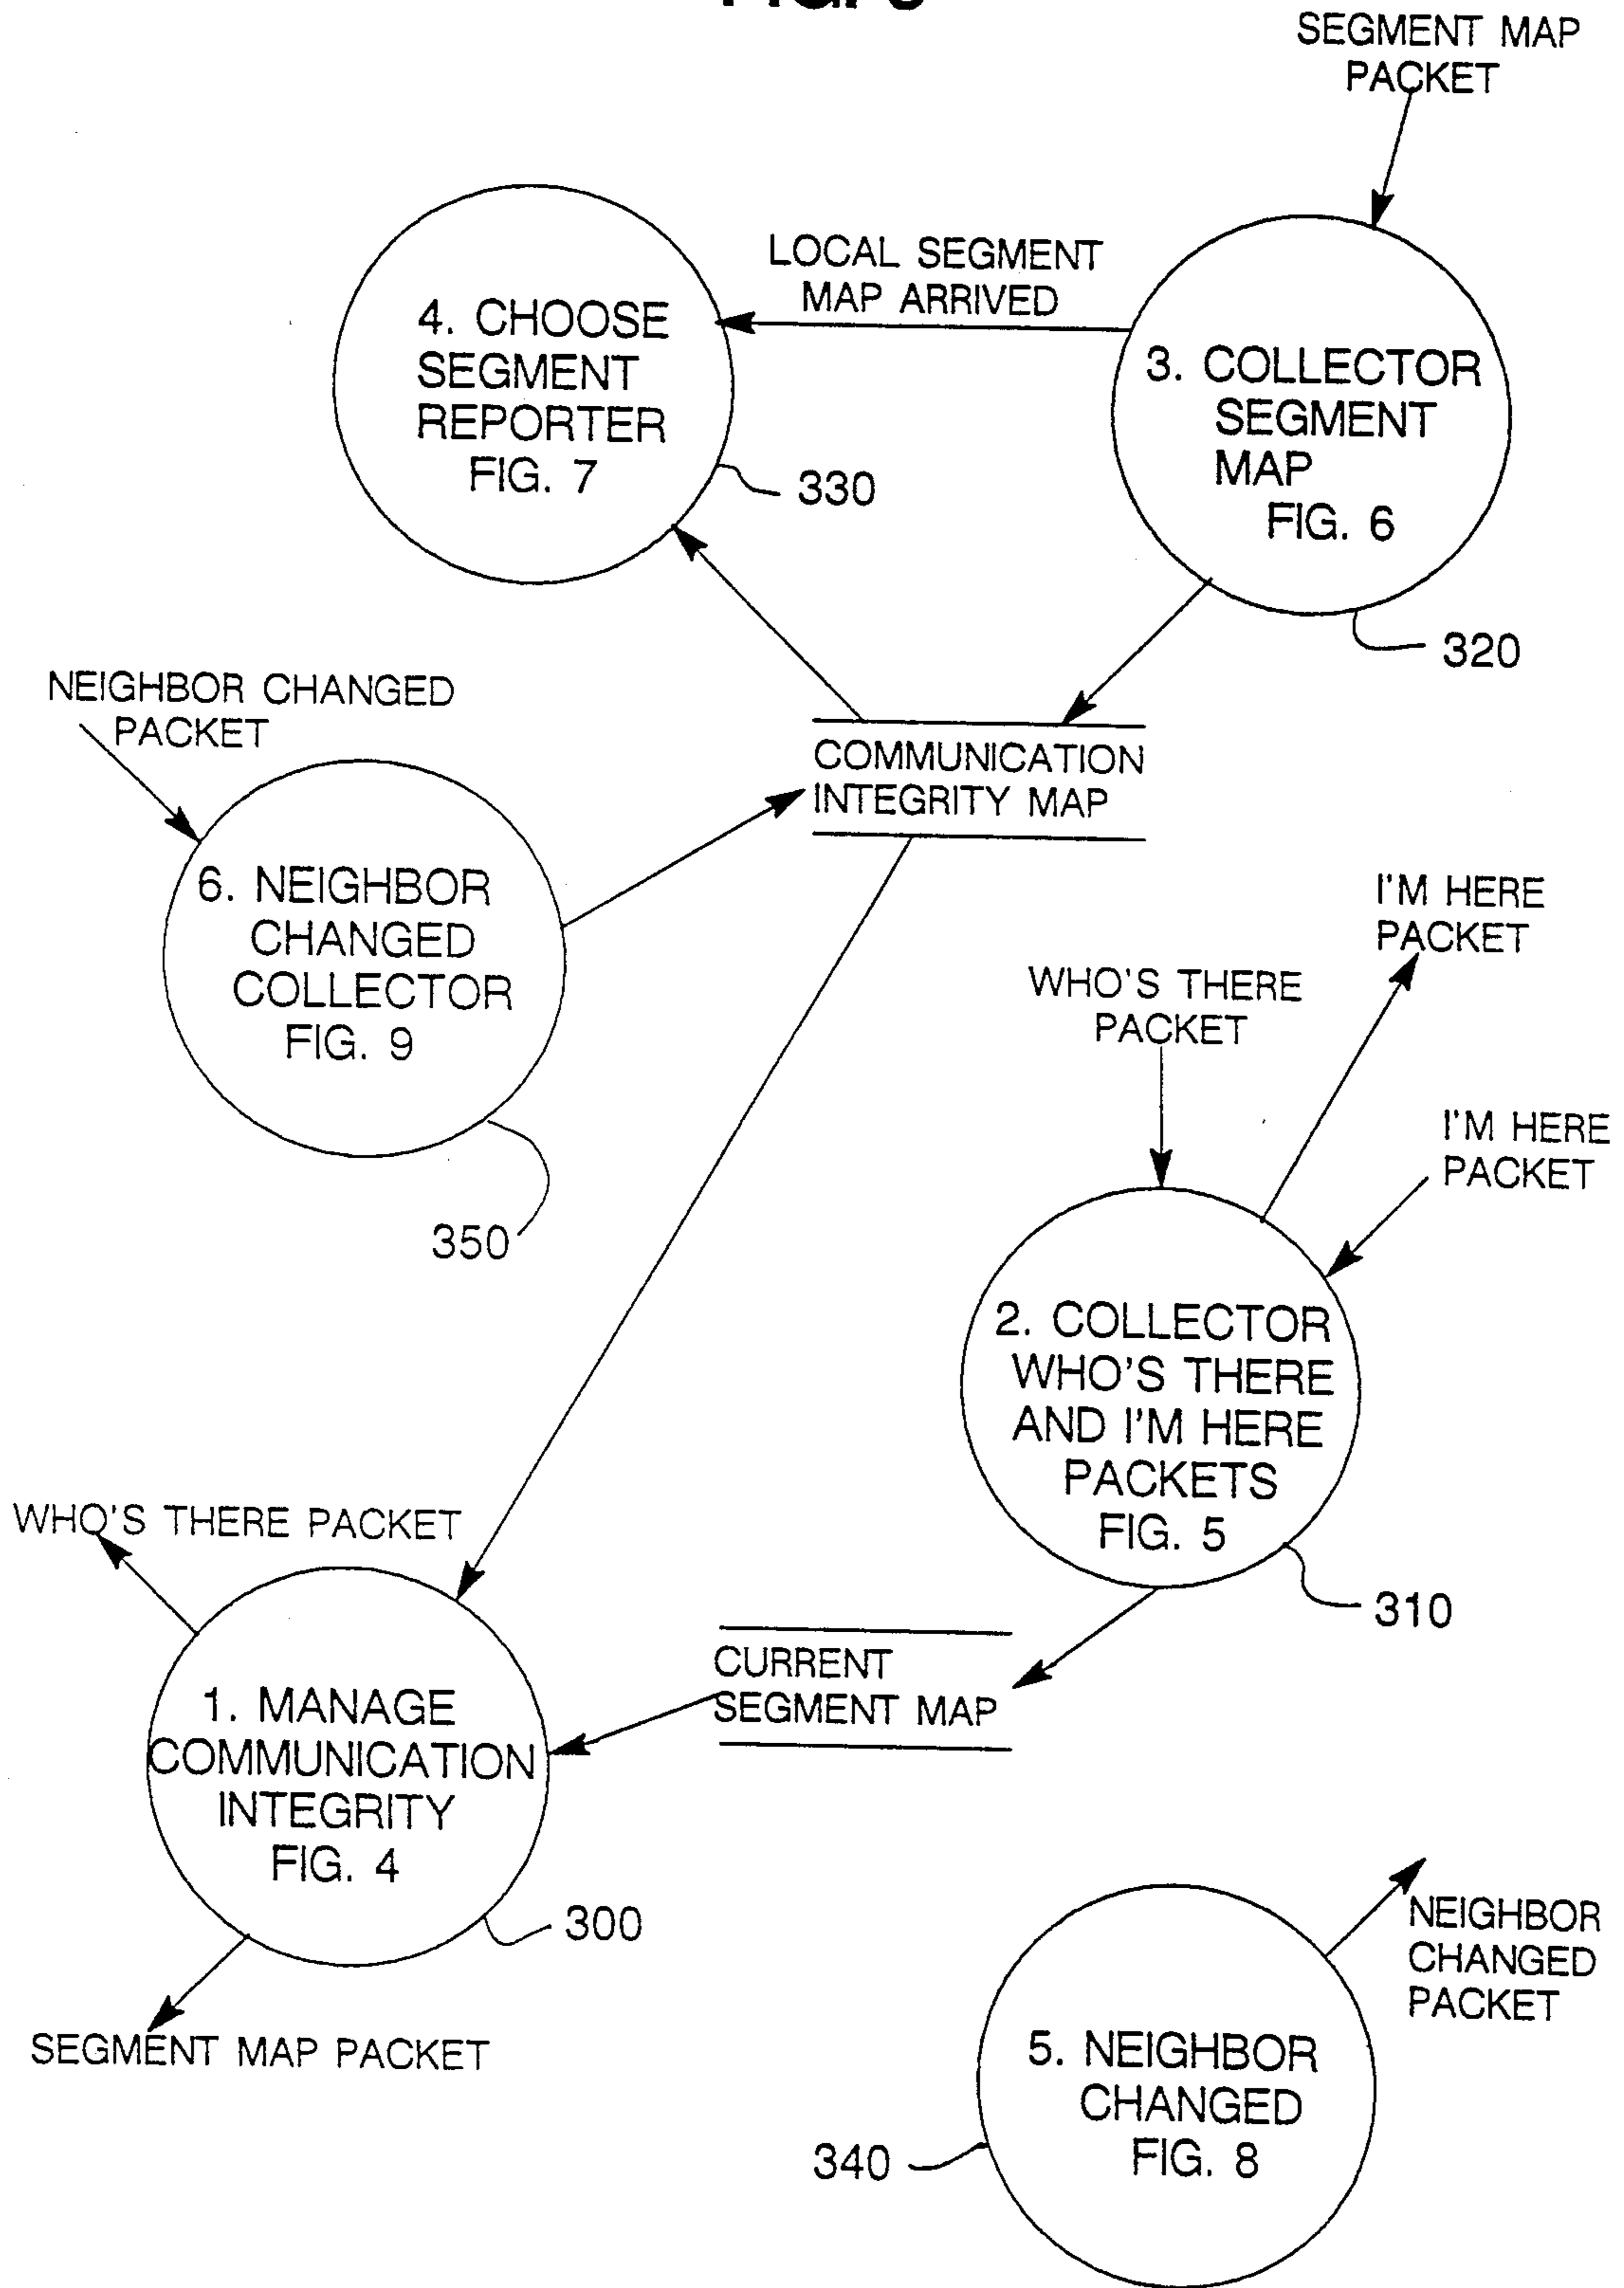 SEGMENT MAP
PACKET
LOCAL SEGMENT
MAP ARRIVED
4. CHOOSE
SEGMENT
REPORTER
FIG. 7
330
3. COLLECTOR
SEGMENT
MAP
FIG. 6
320
NEIGHBOR CHANGED
PACKET
COMMUNICATION
INTEGRITY MAP
6. NEIGHBOR
CHANGED
COLLECTOR
FIG. 9
350
I'M HERE
PACKET
WHO'S THERE
PACKET
I'M HERE
PACKET
2. COLLECTOR
WHO'S THERE
AND I'M HERE
PACKETS
FIG. 5
310
WHO'S THERE PACKET
CURRENT
SEGMENT MAP
1. MANAGE
COMMUNICATION
INTEGRITY
FIG. 4
300
SEGMENT MAP PACKET
NEIGHBOR
CHANGED
PACKET
5. NEIGHBOR
CHANGED
FIG. 8
340